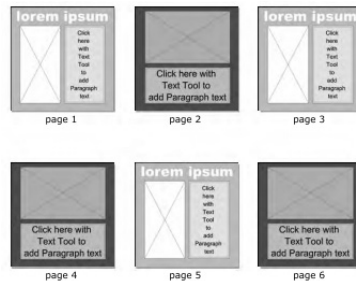 lorem ipsum
Click
here
with
Text
Tool
to
add
Paragraph
text
page 1
Click here with
Text Tool to
add Paragraph text
page 2
lorem ipsum
Click
here
with
Text
Tool
to
add
Paragraph
text
page 3
Click here with
Text Tool to
add Paragraph text
page 4
lorem ipsum
Click
here
with
Text
Tool
to
add
Paragraph
text
page 5
Click here with
Text Tool to
add Paragraph text
page 6